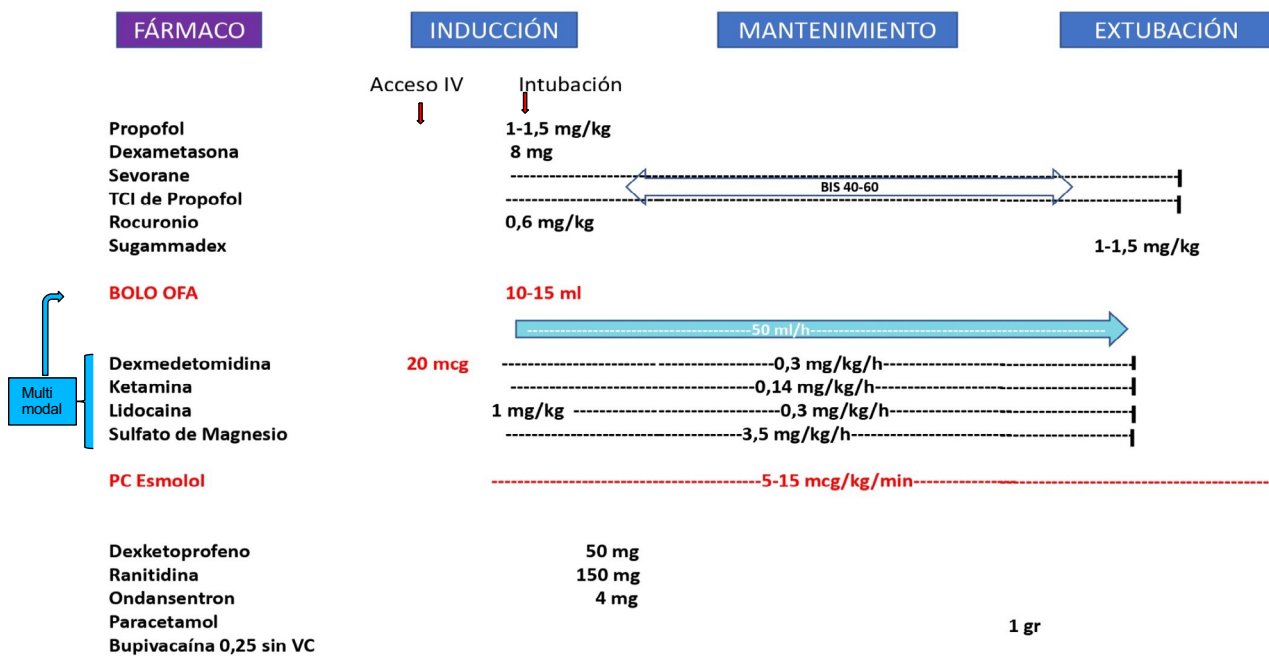 FÁRMACO INDUCCIÓN MANTENIMIENTO EXTUBACIÓN
Acceso IV Intubación
Propofol 1-1,5 mg/kg
Dexametasona 8 mg
Sevorane
BIS 40-60
TCI de Propofol
Rocuronio 0,6 mg/kg
Sugammadex 1-1,5 mg/kg
BOLO OFA 10-15 ml
50 ml/h
Dexmedetomidina 20 mcg 0,3 mg/kg/h
Ketamina 0,14 mg/kg/h
Multi
modal
Lidocaina 1 mg/kg 0,3 mg/kg/h
Sulfato de Magnesio 3,5 mg/kg/h
PC Esmolol 5-15 mcg/kg/min
Dexketoprofeno 50 mg
Ranitidina 150 mg
Ondansentron 4 mg
Paracetamol 1 gr
Bupivacaína 0,25 sin VC